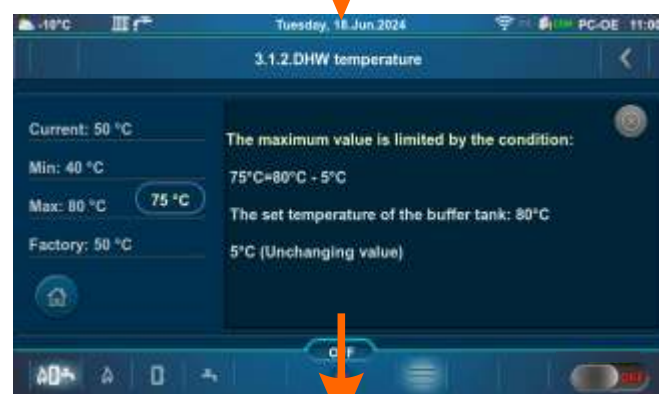 -10°C Tuesday, 18.Jun.2024 PC-OE 11:00
3.1.2.DHW temperature
Current: 50 °C
Min: 40 °C
Max: 80 °C 75 °C
Factory: 50 °C
The maximum value is limited by the condition:
75°C=80°C - 5°C
The set temperature of the buffer tank: 80°C
5°C (Unchanging value)
OFF